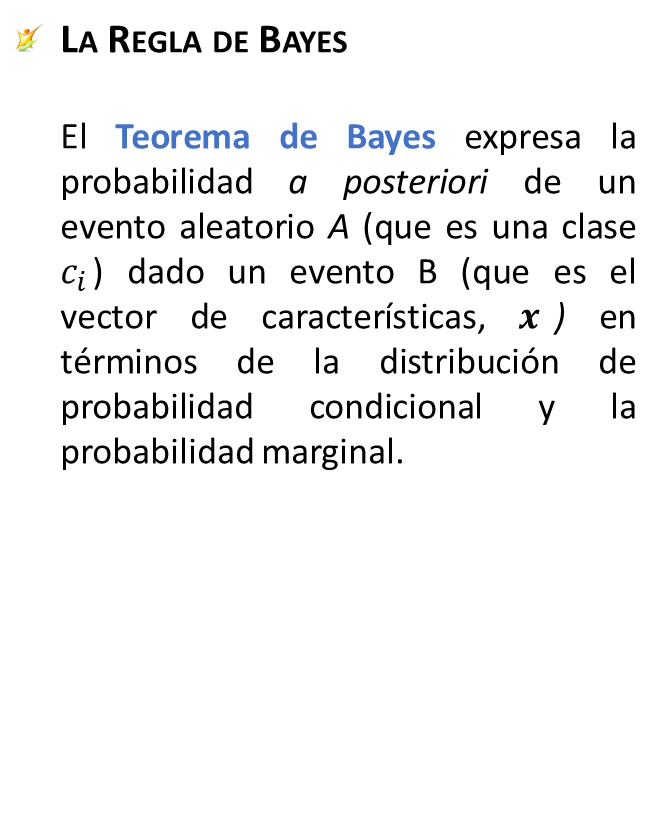 LA REGLA DE BAYES
El Teorema de Bayes expresa la
probabilidad a posteriori de un
evento aleatorio A (que es una clase
cᵢ) dado un evento B (que es el
vector de características, x ) en
términos de la distribución de
probabilidad condicional y la
probabilidad marginal.